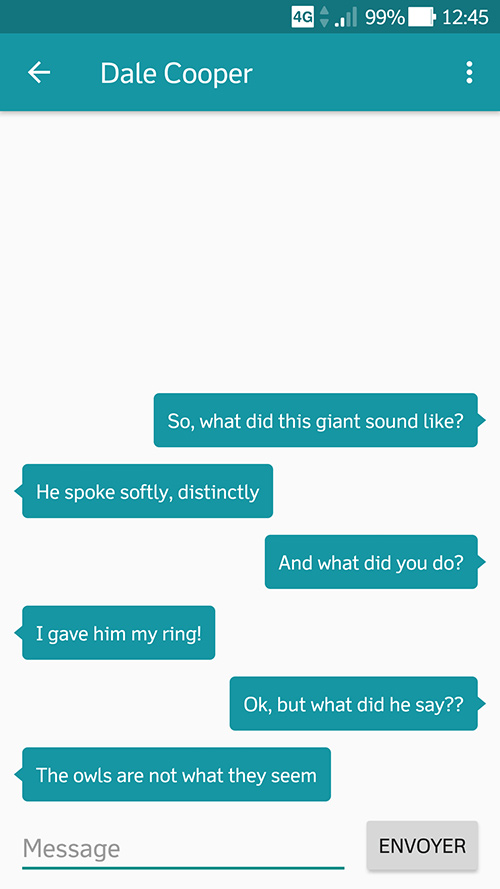 4G 99% 12:45
Dale Cooper
So, what did this giant sound like?
He spoke softly, distinctly
And what did you do?
I gave him my ring!
Ok, but what did he say??
The owls are not what they seem
Message ENVOYER